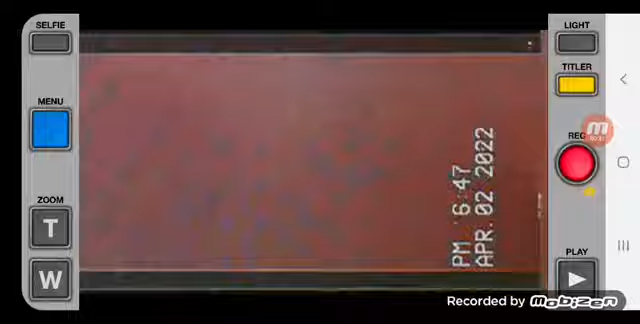 SELFIE
MENU
ZOOM
T
W
PM 6:47
APR. 02 2022
LIGHT
TITLER
REC
PLAY
Recorded by Mobizen